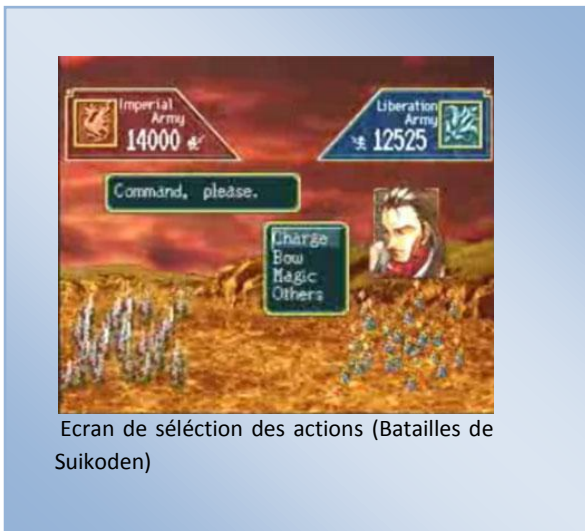 Imperial
Army
14000
Liberation
Army
12525
Command, please.
Charge
Bow
Magic
Others
Ecran de séléction des actions (Batailles de
Suikoden)